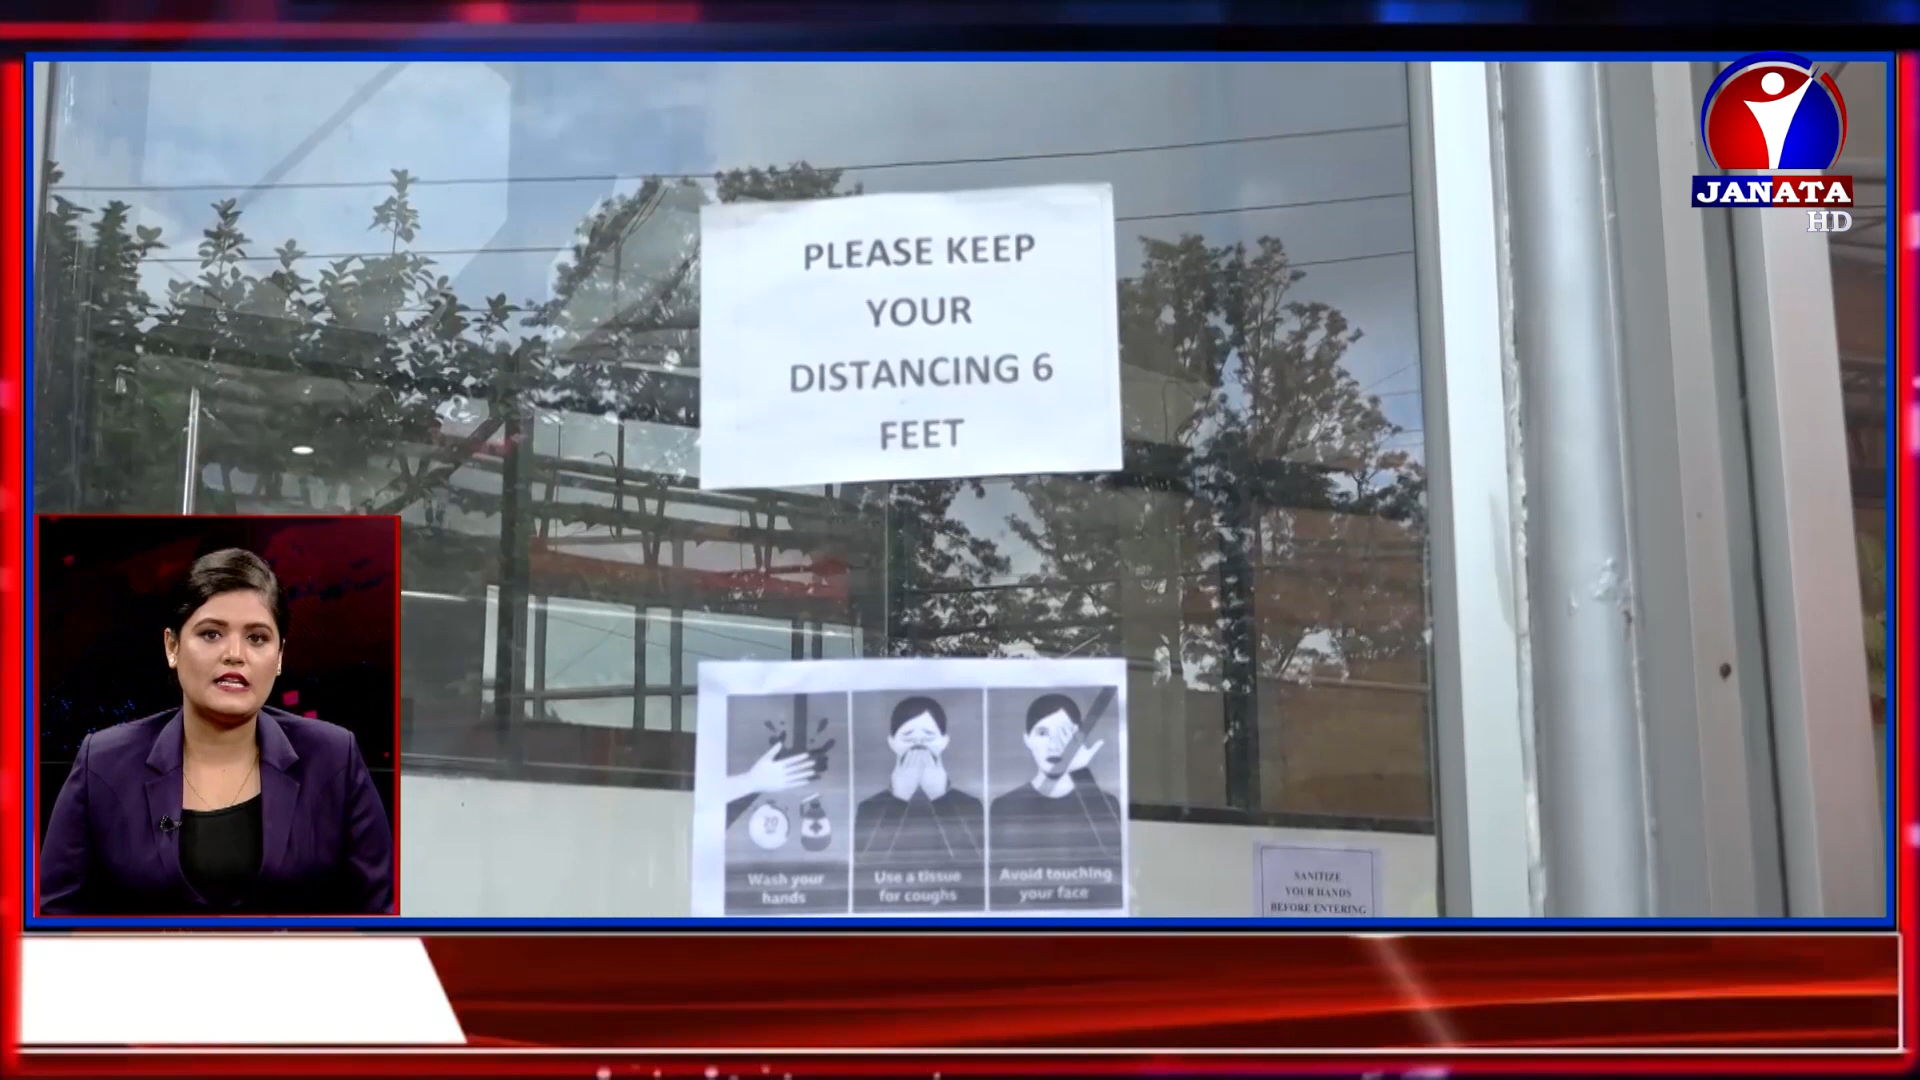 JANATA
HD
PLEASE KEEP
YOUR
DISTANCING 6
FEET
20
Wash your
hands
Use a tissue
for coughs
Avoid touching
your face
SANITIZE
YOUR HANDS
BEFORE ENTERING